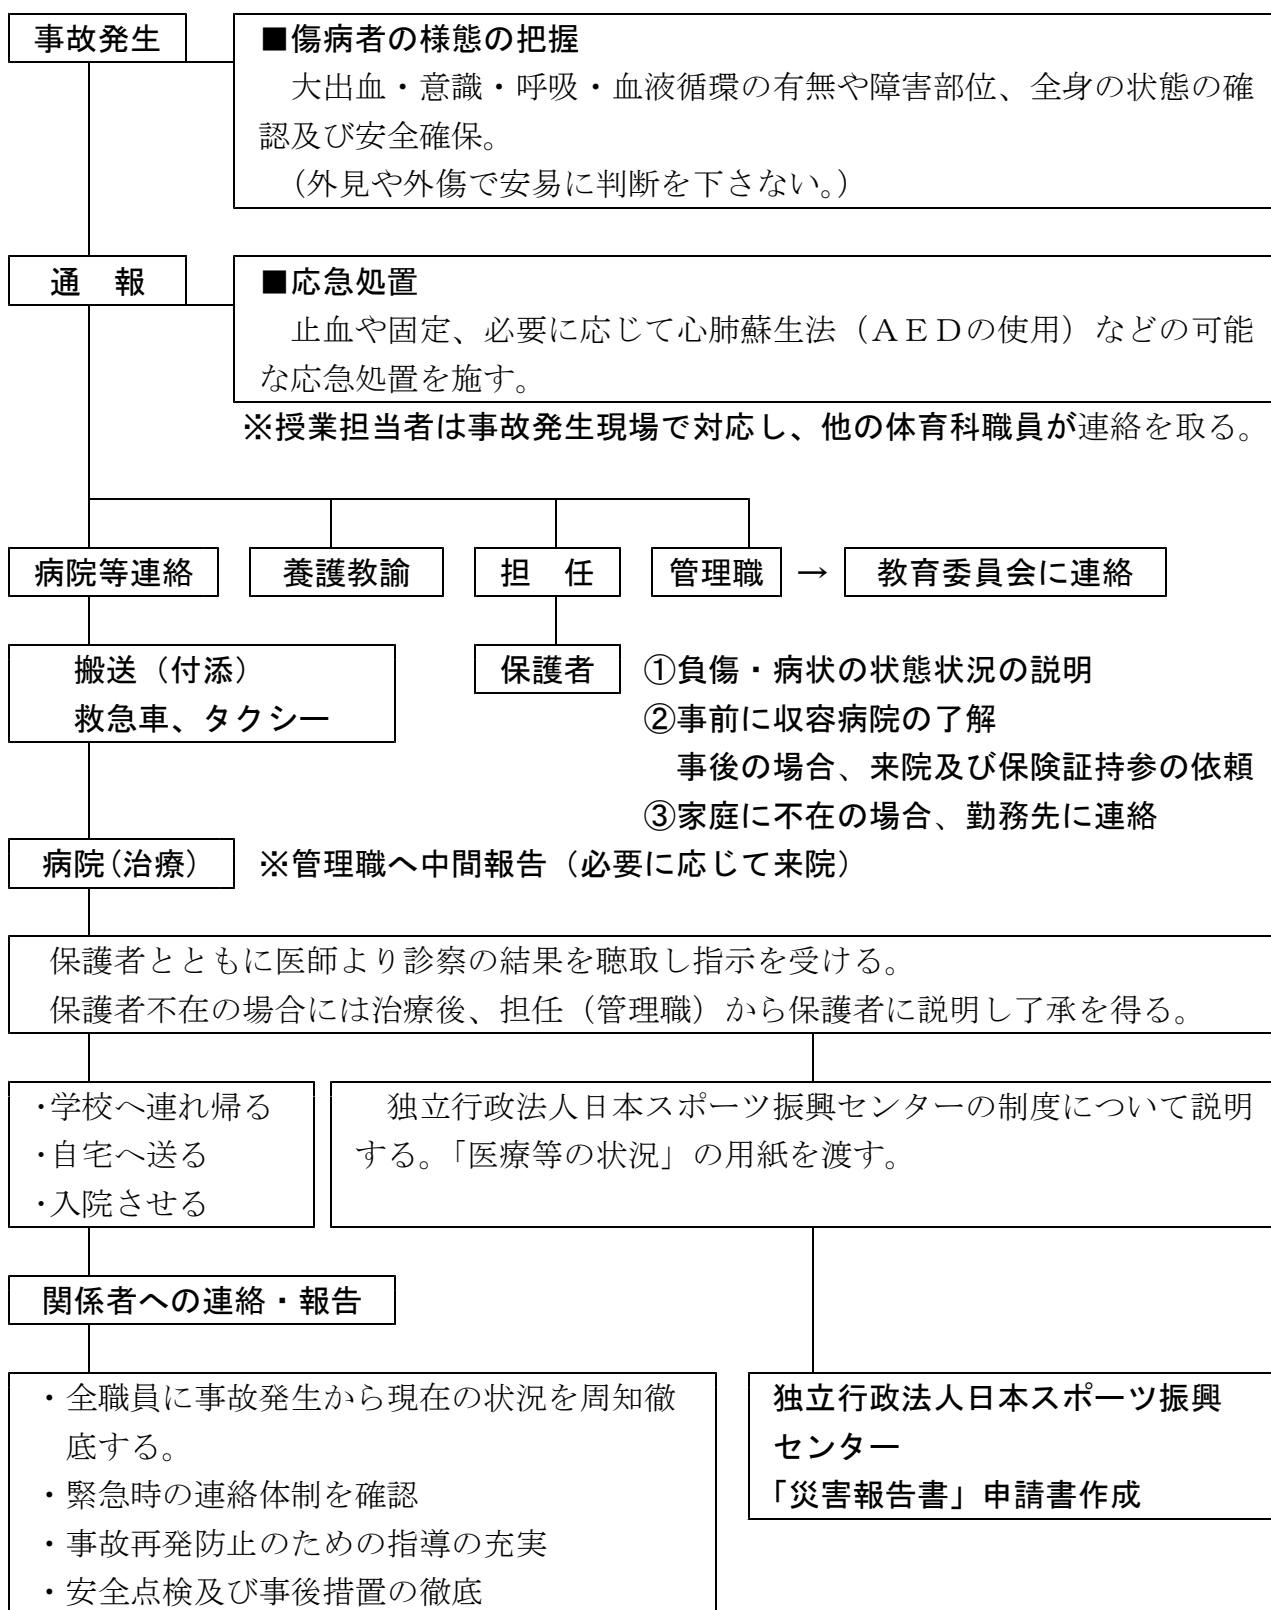 事故発生
■傷病者の様態の把握
大出血・意識・呼吸・血液循環の有無や障害部位、全身の状態の確
認及び安全確保。
（外見や外傷で安易に判断を下さない。）
通　報
■応急処置
止血や固定、必要に応じて心肺蘇生法（ＡＥＤの使用）などの可能
な応急処置を施す。
※授業担当者は事故発生現場で対応し、他の体育科職員が連絡を取る。
病院等連絡　養護教諭　担　任　管理職　→　教育委員会に連絡
搬送（付添）
救急車、タクシー
保護者
①負傷・病状の状態状況の説明
②事前に収容病院の了解
事後の場合、来院及び保険証持参の依頼
③家庭に不在の場合、勤務先に連絡
病院（治療）　※管理職へ中間報告（必要に応じて来院）
保護者とともに医師より診察の結果を聴取し指示を受ける。
保護者不在の場合には治療後、担任（管理職）から保護者に説明し了承を得る。
・学校へ連れ帰る
・自宅へ送る
・入院させる
独立行政法人日本スポーツ振興センターの制度について説明
する。「医療等の状況」の用紙を渡す。
関係者への連絡・報告
・全職員に事故発生から現在の状況を周知徹
底する。
・緊急時の連絡体制を確認
・事故再発防止のための指導の充実
・安全点検及び事後措置の徹底
独立行政法人日本スポーツ振興
センター
「災害報告書」申請書作成